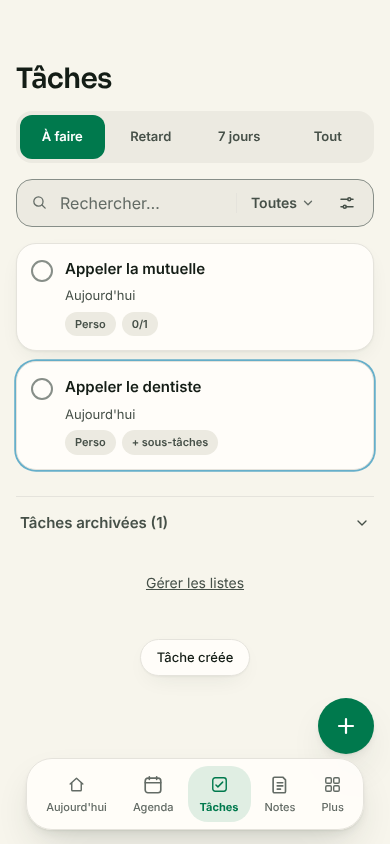 Tâches
À faire Retard 7 jours Tout
Rechercher... Toutes
Appeler la mutuelle
Aujourd'hui
Perso 0/1
Appeler le dentiste
Aujourd'hui
Perso + sous-tâches
Tâches archivées (1)
Gérer les listes
Tâche créée
Aujourd'hui Agenda Tâches Notes Plus